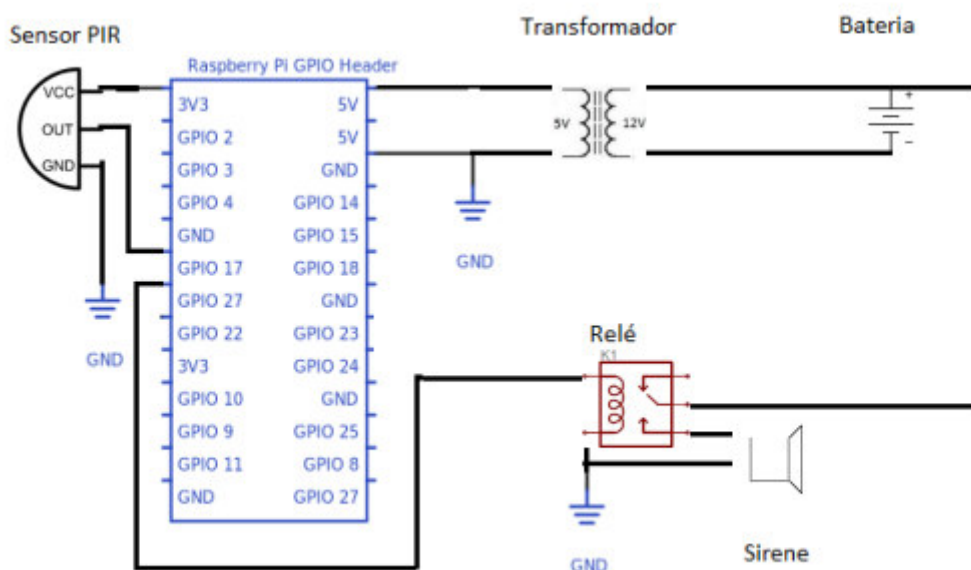 Sensor PIR
Transformador
Bateria
Raspberry Pi GPIO Header
VCC
OUT
GND
3V3
GPIO 2
GPIO 3
GPIO 4
GND
GPIO 17
GPIO 27
GPIO 22
3V3
GPIO 10
GPIO 9
GPIO 11
GND
5V
5V
GND
GPIO 14
GPIO 15
GPIO 18
GND
GPIO 23
GPIO 24
GND
GPIO 25
GPIO 8
GPIO 27
GND
GND
5V
12V
+
-
Relé
K1
GND
Sirene